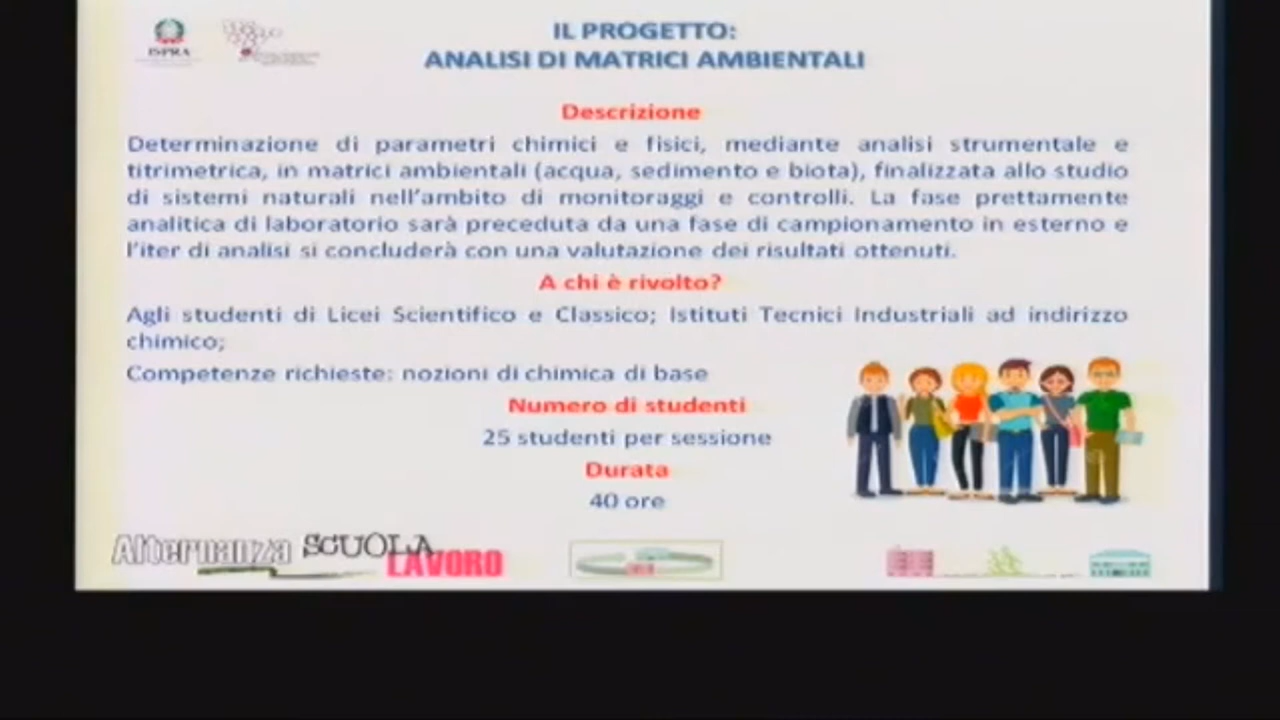 IL PROGETTO:
ANALISI DI MATRICI AMBIENTALI
ISPRA
Descrizione
Determinazione di parametri chimici e fisici, mediante analisi strumentale e
titrimetrica, in matrici ambientali (acqua, sedimento e biota), finalizzata allo studio
di sistemi naturali nell'ambito di monitoraggi e controlli. La fase prettamente
analitica di laboratorio sarà preceduta da una fase di campionamento in esterno e
l'iter di analisi si concluderà con una valutazione dei risultati ottenuti.
A chi è rivolto?
Agli studenti di Licei Scientifico e Classico; Istituti Tecnici Industriali ad indirizzo
chimico;
Competenze richieste: nozioni di chimica di base
Numero di studenti
25 studenti per sessione
Durata
40 ore
Alternanza SCUOLA
LAVORO